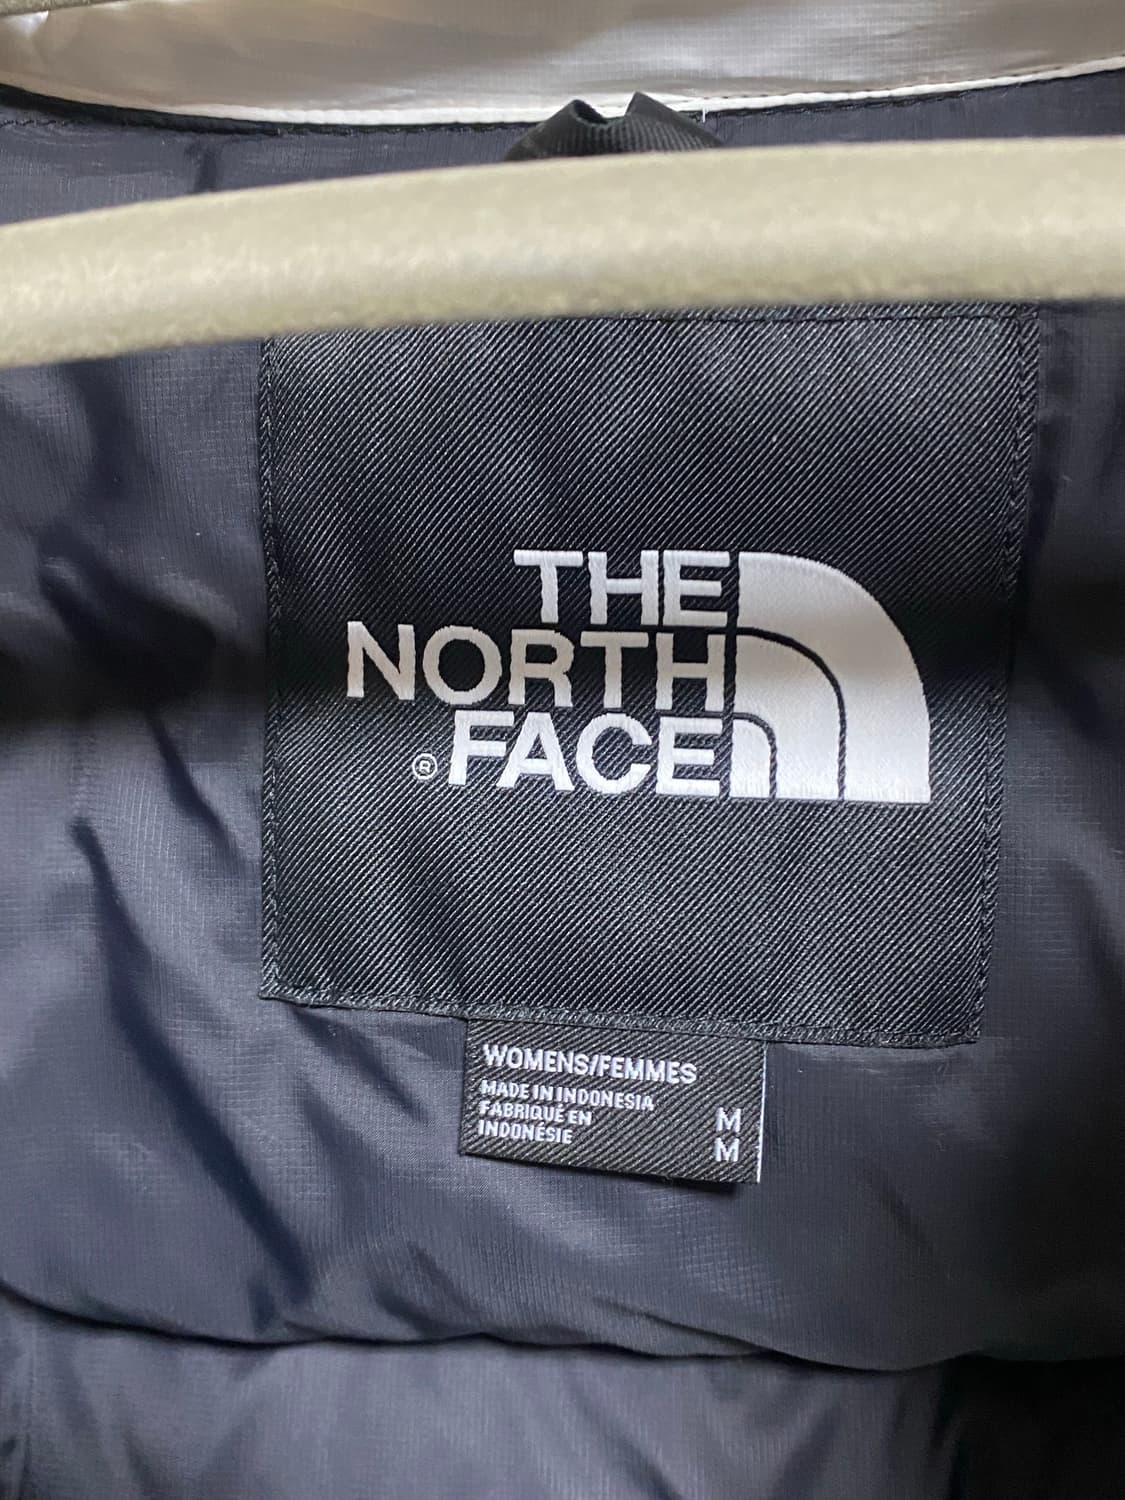 THE
NORTH
FACE
®
WOMENS/FEMMES
MADE IN INDONESIA
FABRIQUÉ EN
INDONÉSIE
M
M